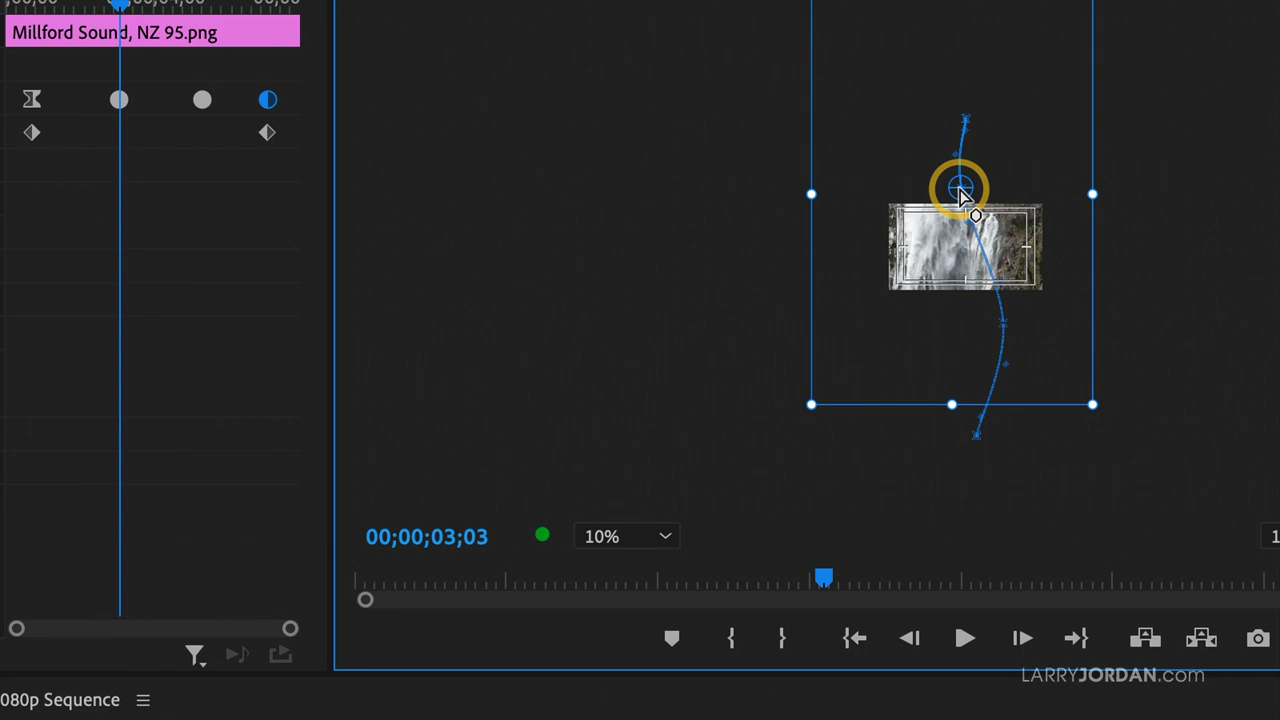 Millford Sound, NZ 95.png
00;00;03;03
10%
LARRYJORDAN.com
080p Sequence